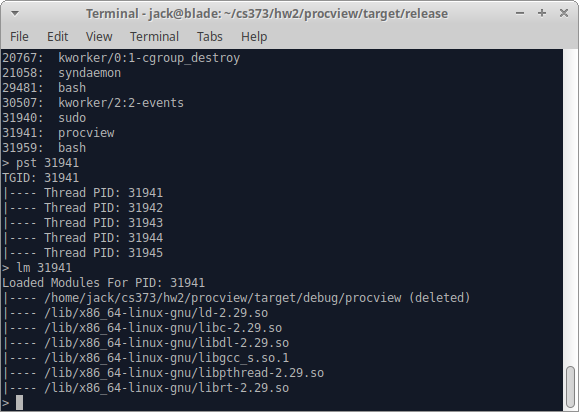 Terminal - jack@blade: ~/cs373/hw2/procview/target/release
File Edit View Terminal Tabs Help
20767:  kworker/0:1-cgroup_destroy
21058:  syndaemon
29481:  bash
30507:  kworker/2:2-events
31940:  sudo
31941:  procview
31959:  bash
> pst 31941
TGID: 31941
|---- Thread PID: 31941
|---- Thread PID: 31942
|---- Thread PID: 31943
|---- Thread PID: 31944
|---- Thread PID: 31945
> lm 31941
Loaded Modules For PID: 31941
|---- /home/jack/cs373/hw2/procview/target/debug/procview (deleted)
|---- /lib/x86_64-linux-gnu/ld-2.29.so
|---- /lib/x86_64-linux-gnu/libc-2.29.so
|---- /lib/x86_64-linux-gnu/libdl-2.29.so
|---- /lib/x86_64-linux-gnu/libgcc_s.so.1
|---- /lib/x86_64-linux-gnu/libpthread-2.29.so
|---- /lib/x86_64-linux-gnu/librt-2.29.so
>